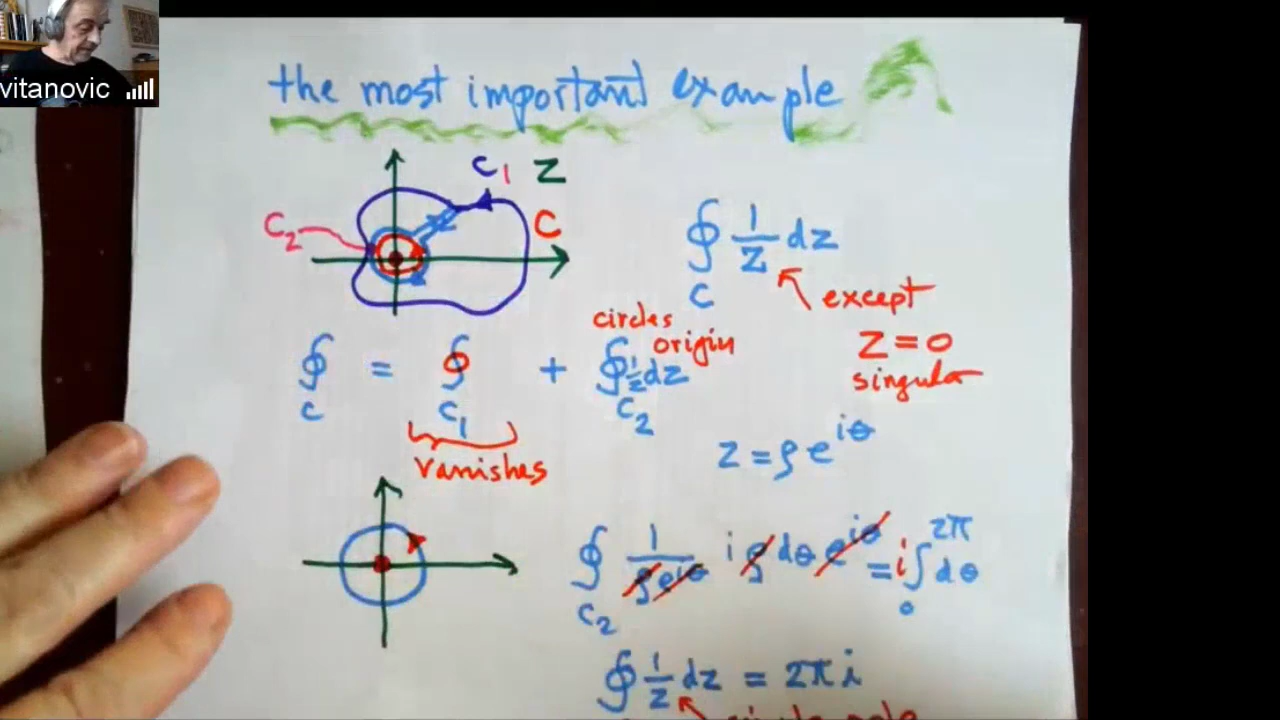 vitanovic
the most important example
C1 Z
C2 C
∮C 1/z dz
except
z = 0
singular
circles
origin
∮C = ∮C1 + ∮C2 1/z dz
vanishes
z = ρe^{iθ}
∮C2 1/ρe^{iθ} i ρ dθ e^{iθ} = i ∫0^{2π} dθ
∮ 1/z dz = 2πi